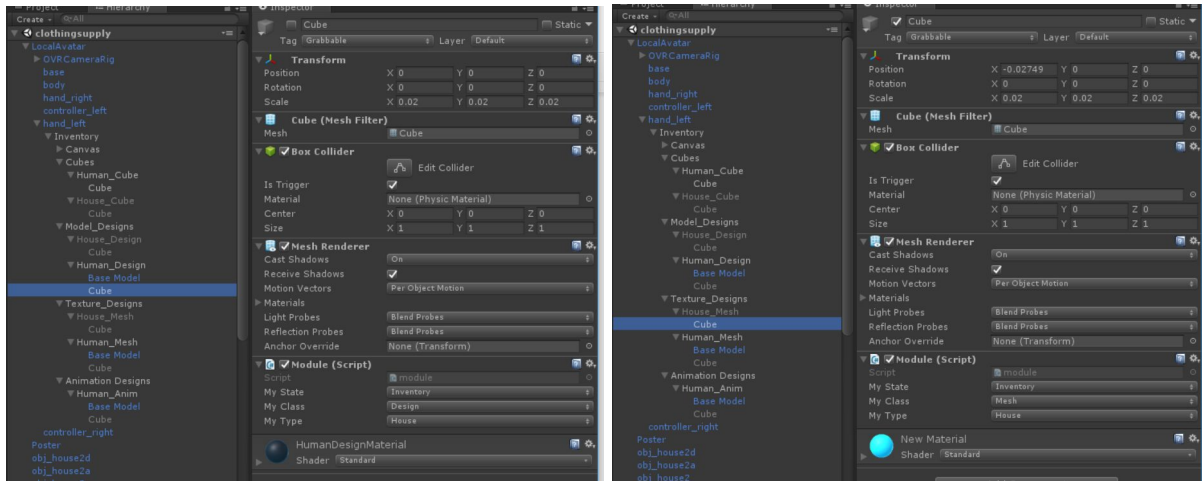 Project
Hierarchy
Create
All
clothingsupply
LocalAvatar
OVRCameraRig
base
body
hand_right
controller_left
hand_left
Inventory
Canvas
Cubes
Human_Cube
Cube
House_Cube
Cube
Model_Designs
House_Design
Cube
Human_Design
Base Model
Cube
Texture_Designs
House_Mesh
Cube
Human_Mesh
Base Model
Cube
Animation Designs
Human_Anim
Base Model
Cube
controller_right
Poster
obj_house2d
obj_house2a
Inspector
Cube Static
Tag Grabbable Layer Default
Transform
Position X 0 Y 0 Z 0
Rotation X 0 Y 0 Z 0
Scale X 0.02 Y 0.02 Z 0.02
Cube (Mesh Filter)
Mesh Cube
Box Collider
Edit Collider
Is Trigger
Material None (Physic Material)
Center X 0 Y 0 Z 0
Size X 1 Y 1 Z 1
Mesh Renderer
Cast Shadows On
Receive Shadows
Motion Vectors Per Object Motion
Materials
Light Probes Blend Probes
Reflection Probes Blend Probes
Anchor Override None (Transform)
Module (Script)
Script module
My State Inventory
My Class Design
My Type House
HumanDesignMaterial
Shader Standard
Project
Hierarchy
Create
All
clothingsupply
LocalAvatar
OVRCameraRig
base
body
hand_right
controller_left
hand_left
Inventory
Canvas
Cubes
Human_Cube
Cube
House_Cube
Cube
Model_Designs
House_Design
Cube
Human_Design
Base Model
Cube
Texture_Designs
House_Mesh
Cube
Human_Mesh
Base Model
Cube
Animation Designs
Human_Anim
Base Model
Cube
controller_right
Poster
obj_house2d
obj_house2a
obj_house2
Inspector
Cube Static
Tag Grabbable Layer Default
Transform
Position X -0.02749 Y 0 Z 0
Rotation X 0 Y 0 Z 0
Scale X 0.02 Y 0.02 Z 0.02
Cube (Mesh Filter)
Mesh Cube
Box Collider
Edit Collider
Is Trigger
Material None (Physic Material)
Center X 0 Y 0 Z 0
Size X 1 Y 1 Z 1
Mesh Renderer
Cast Shadows On
Receive Shadows
Motion Vectors Per Object Motion
Materials
Light Probes Blend Probes
Reflection Probes Blend Probes
Anchor Override None (Transform)
Module (Script)
Script module
My State Inventory
My Class Mesh
My Type House
New Material
Shader Standard